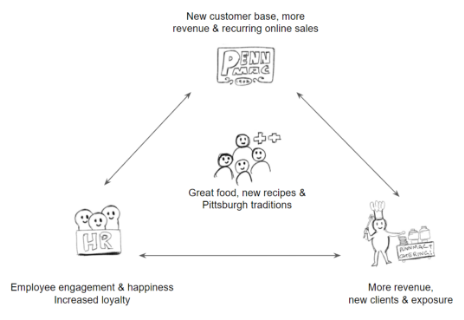 New customer base, more
revenue & recurring online sales
PENN
MAC
Great food, new recipes &
Pittsburgh traditions
HR
Employee engagement & happiness
Increased loyalty
CATERING
More revenue,
new clients & exposure